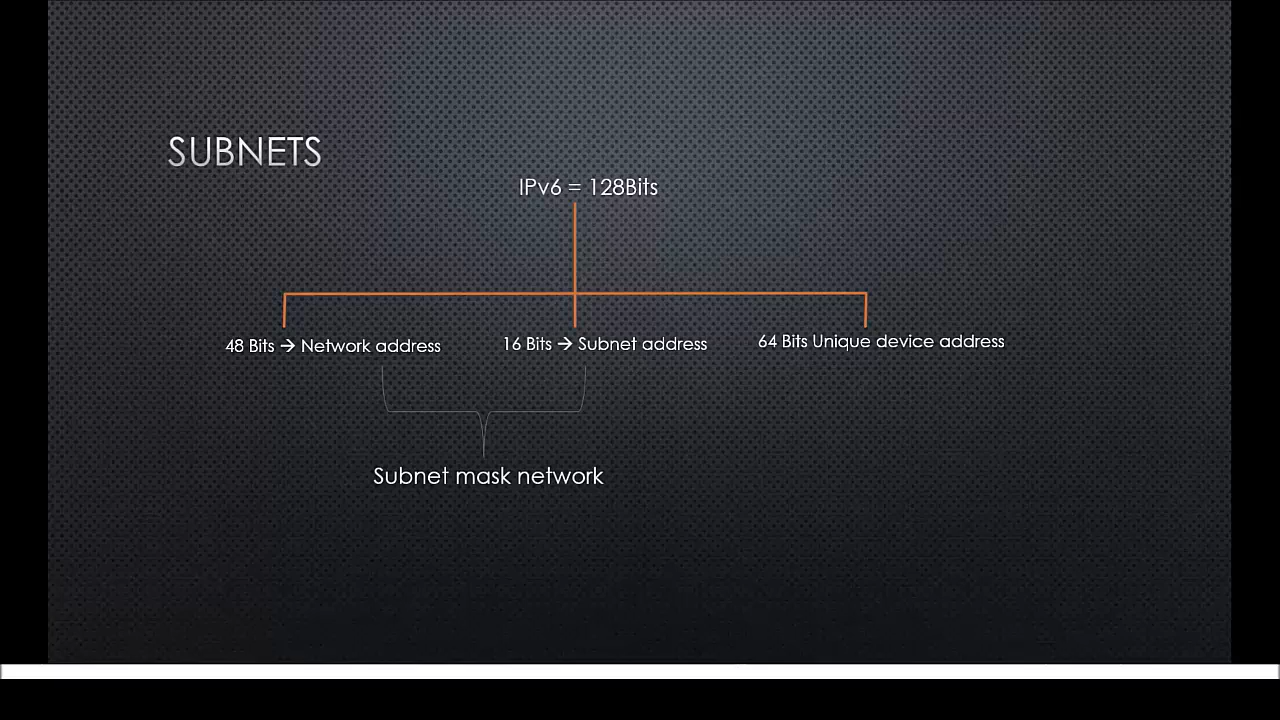 SUBNETS
IPv6 = 128Bits
48 Bits → Network address
16 Bits → Subnet address
64 Bits Unique device address
Subnet mask network